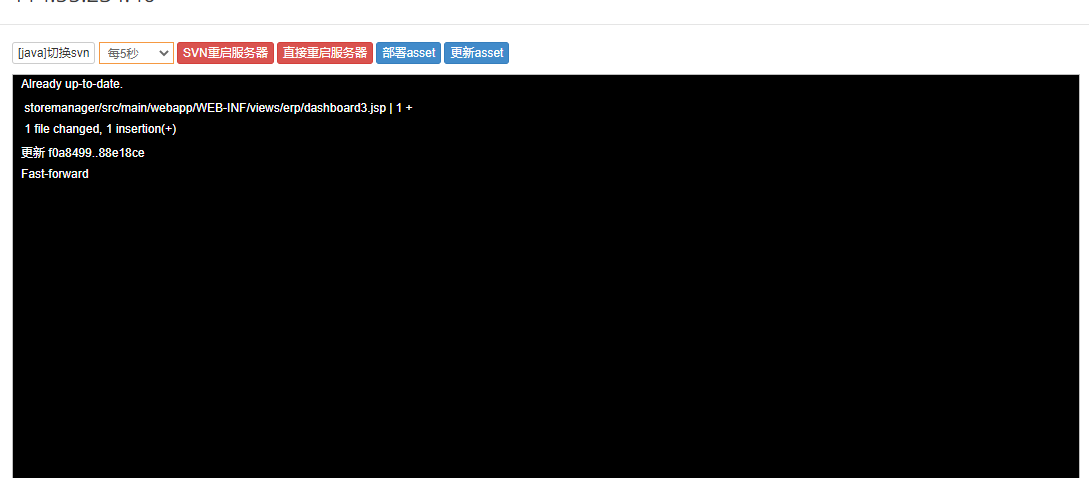 [java]切换svn 每5秒 SVN重启服务器 直接重启服务器 部署asset 更新asset
Already up-to-date.
storemanager/src/main/webapp/WEB-INF/views/erp/dashboard3.jsp | 1 +
1 file changed, 1 insertion(+)
更新 f0a8499..88e18ce
Fast-forward